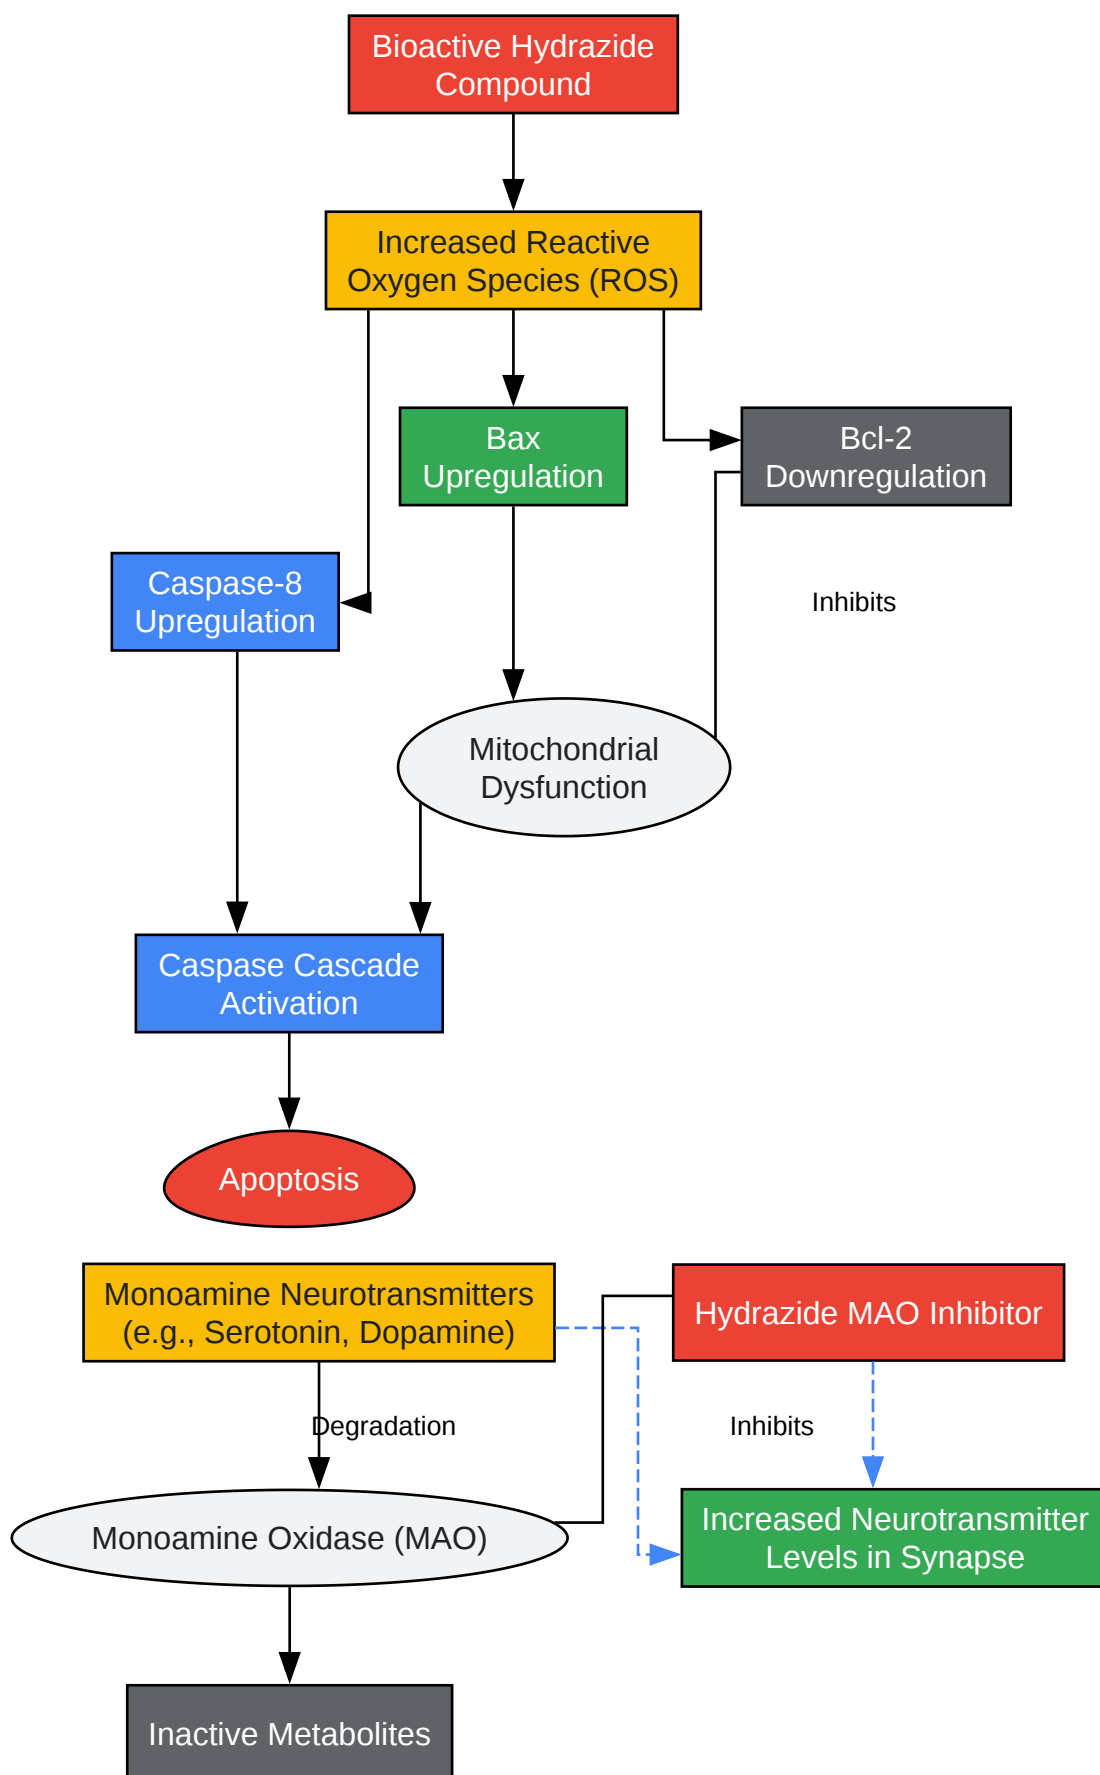 Bioactive Hydrazide
Compound
Increased Reactive
Oxygen Species (ROS)
Bax
Upregulation
Bcl-2
Downregulation
Caspase-8
Upregulation
Inhibits
Mitochondrial
Dysfunction
Caspase Cascade
Activation
Apoptosis
Monoamine Neurotransmitters
(e.g., Serotonin, Dopamine)
Hydrazide MAO Inhibitor
Degradation
Inhibits
Monoamine Oxidase (MAO)
Increased Neurotransmitter
Levels in Synapse
Inactive Metabolites